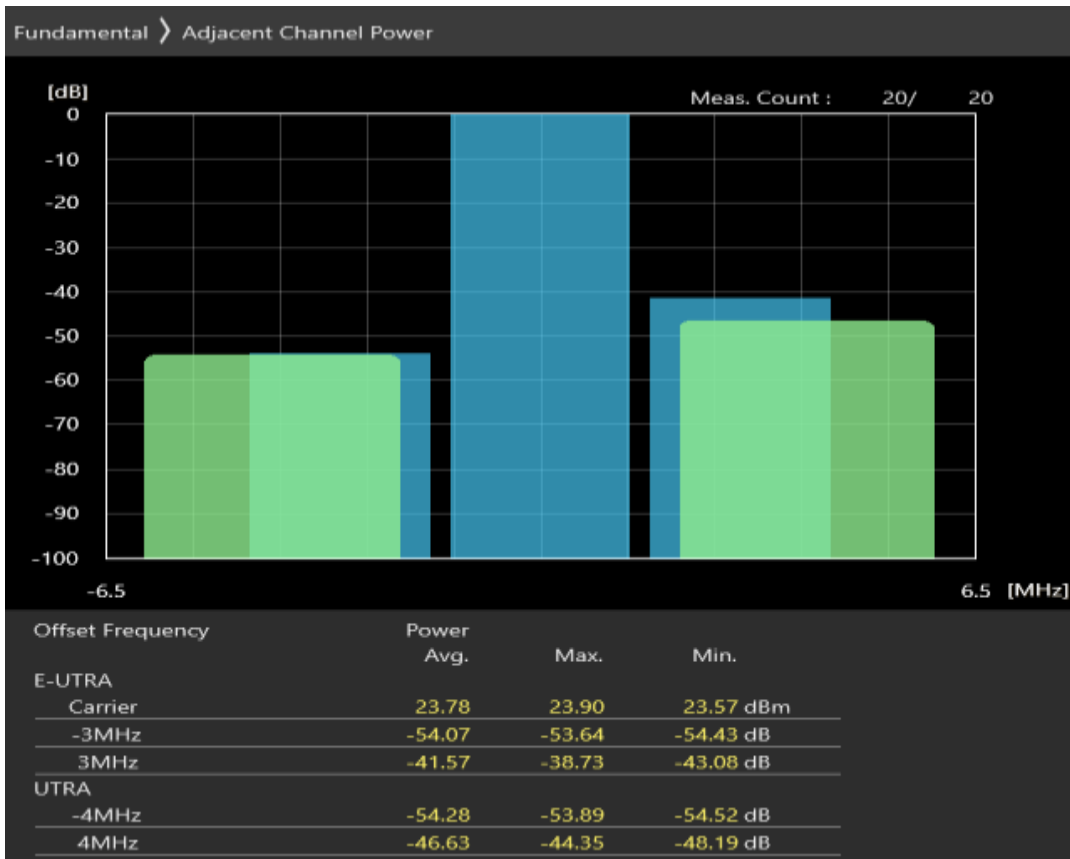 Fundamental 〉 Adjacent Channel Power
[dB]
Meas. Count : 20/ 20
0
-10
-20
-30
-40
-50
-60
-70
-80
-90
-100
-6.5 6.5 [MHz]
Offset Frequency Power
Avg. Max. Min.
E-UTRA
Carrier 23.78 23.90 23.57 dBm
-3MHz -54.07 -53.64 -54.43 dB
3MHz -41.57 -38.73 -43.08 dB
UTRA
-4MHz -54.28 -53.89 -54.52 dB
4MHz -46.63 -44.35 -48.19 dB